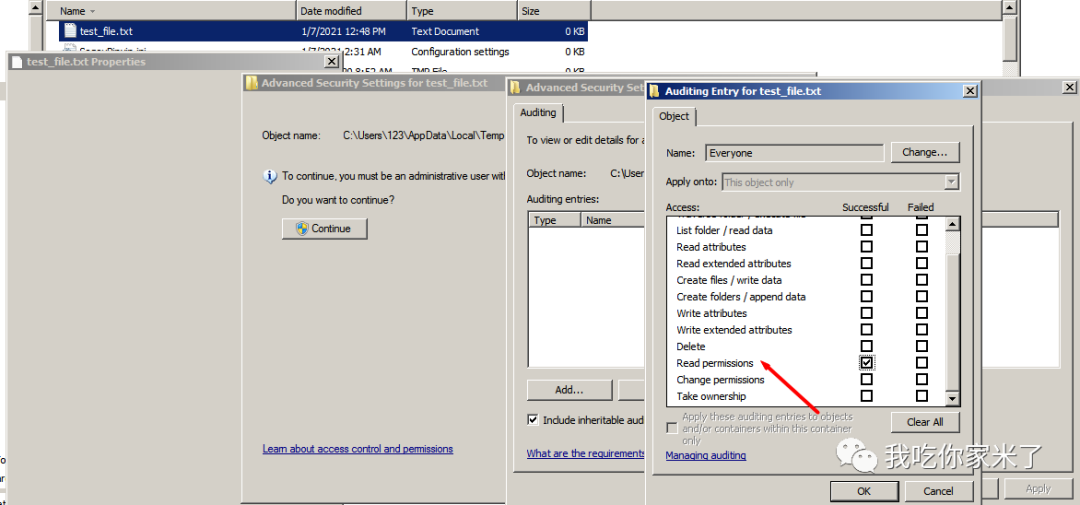 Name Date modified Type Size
test_file.txt 1/7/2021 12:48 PM Text Document 0 KB
1/7/2021 2:31 AM Configuration settings 0 KB
test_file.txt Properties
Advanced Security Settings for test_file.txt
Object name: C:\Users\123\AppData\Local\Temp
To continue, you must be an administrative user with
Do you want to continue?
Continue
Learn about access control and permissions
Advanced Security Set
Auditing
To view or edit details for a
Object name: C:\User
Auditing entries:
Type Name
Add...
Include inheritable aud
What are the requirements
Auditing Entry for test_file.txt
Object
Name: Everyone Change...
Apply onto: This object only
Access: Successful Failed
List folder / read data
Read attributes
Read extended attributes
Create files / write data
Create folders / append data
Write attributes
Write extended attributes
Delete
Read permissions
Change permissions
Take ownership
Apply these auditing entries to objects
and/or containers within this container
only
Clear All
Managing auditing
OK Cancel
Apply
我吃你家米了